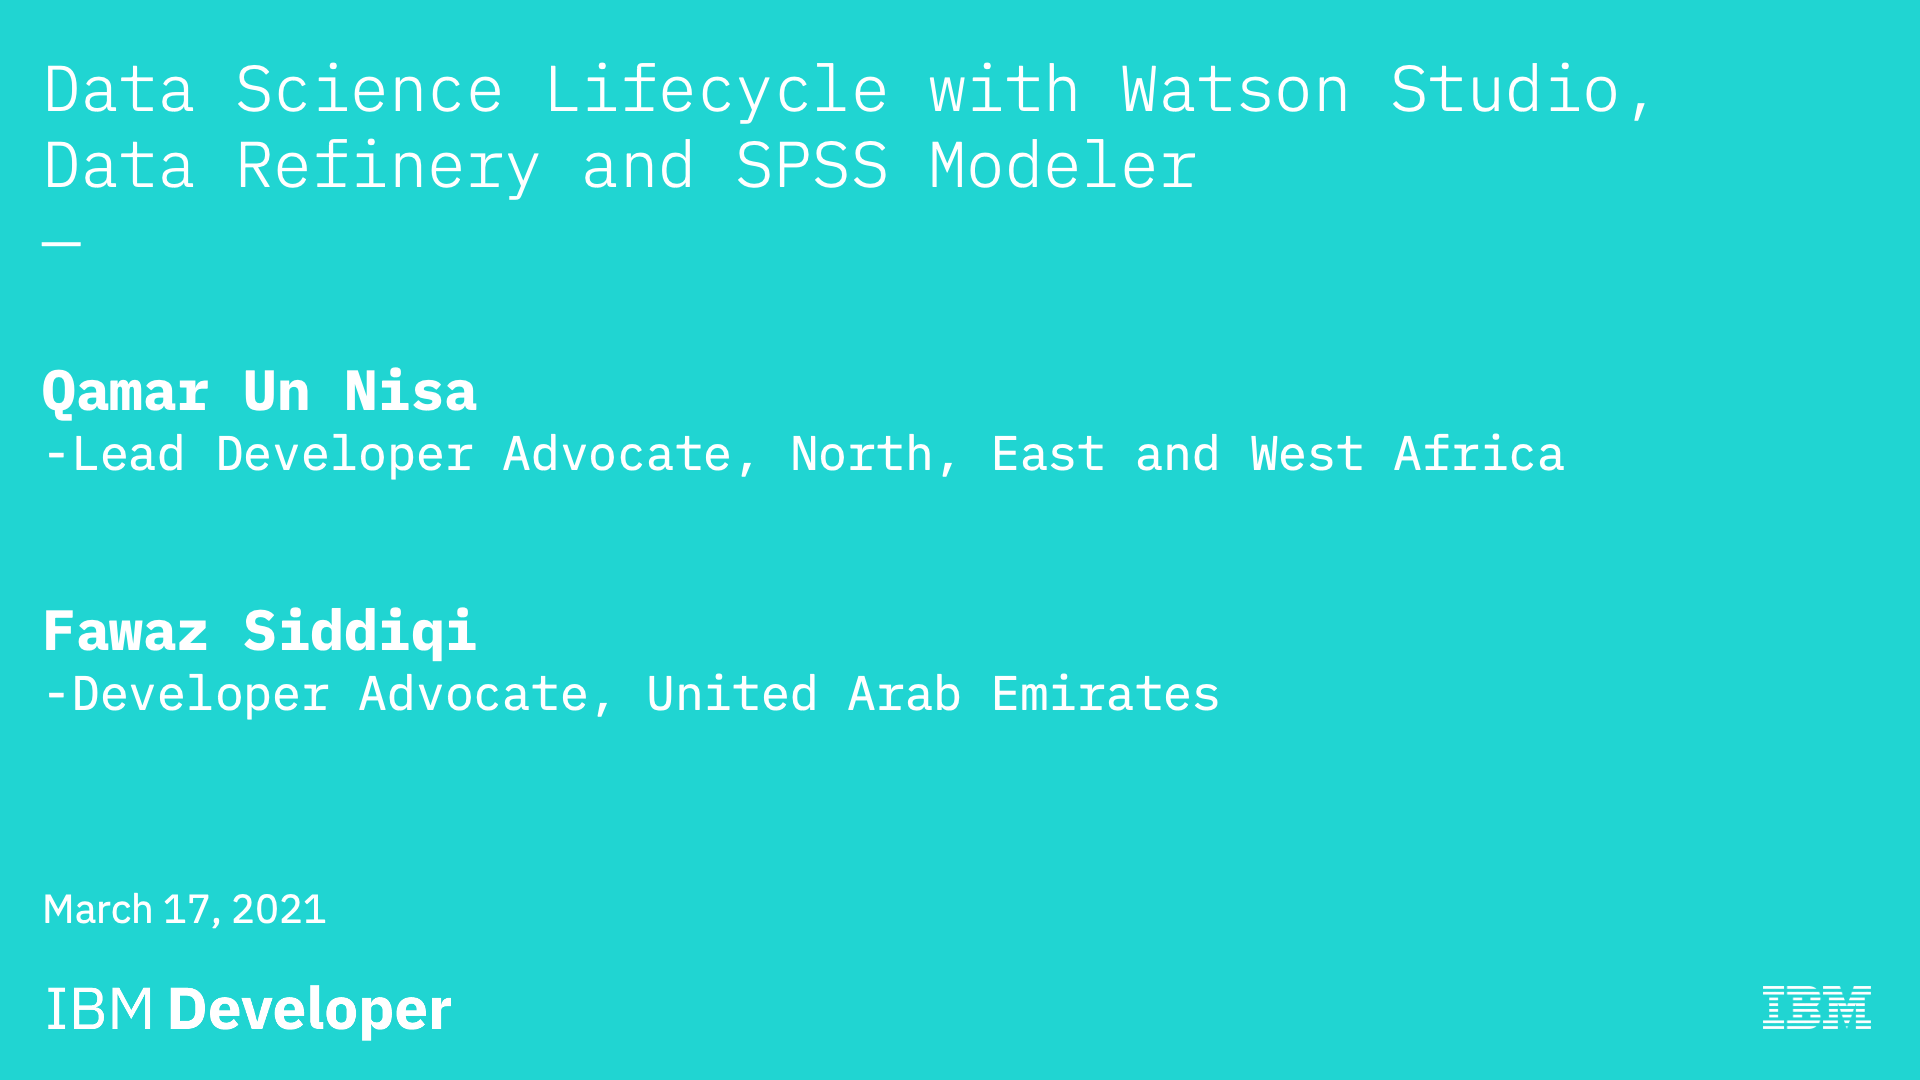 Data Science Lifecycle with Watson Studio,
Data Refinery and SPSS Modeler
—
Qamar Un Nisa
-Lead Developer Advocate, North, East and West Africa
Fawaz Siddiqi
-Developer Advocate, United Arab Emirates
March 17, 2021
IBM Developer
IBM